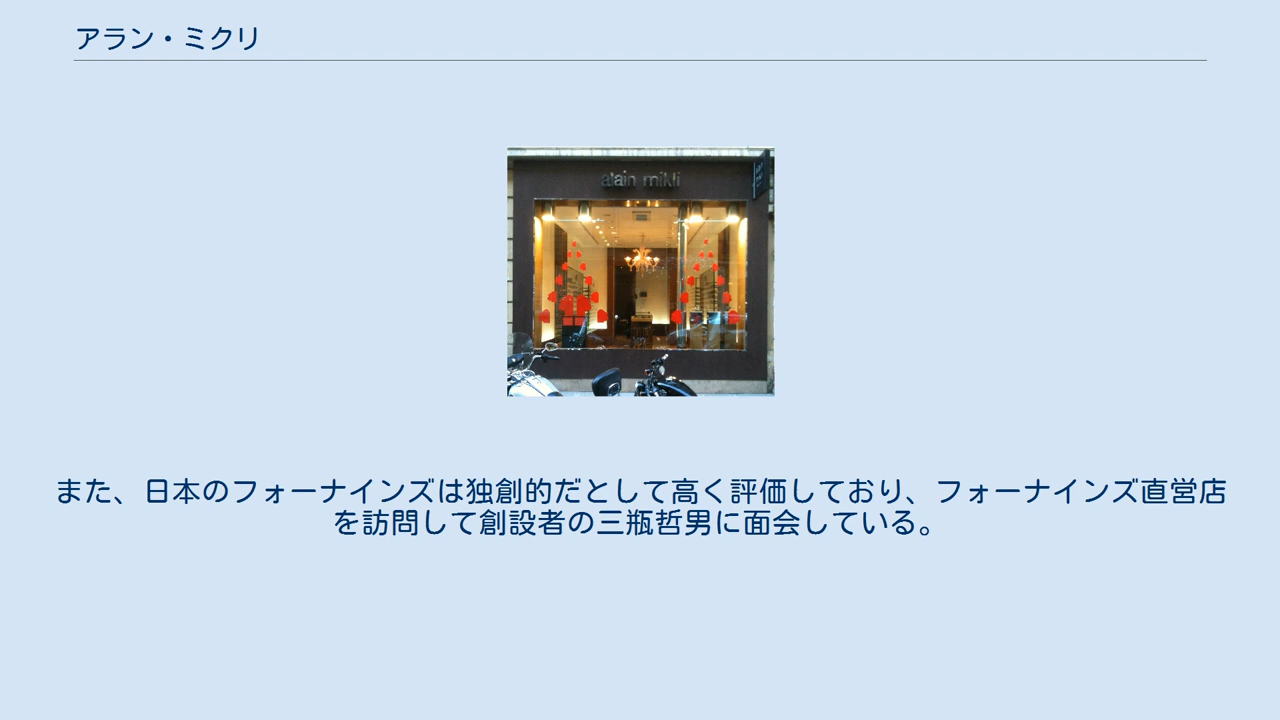 アラン・ミクリ
alain mikli
また、日本のフォーナインズは独創的だとして高く評価しており、フォーナインズ直営店
を訪問して創設者の三瓶哲男に面会している。